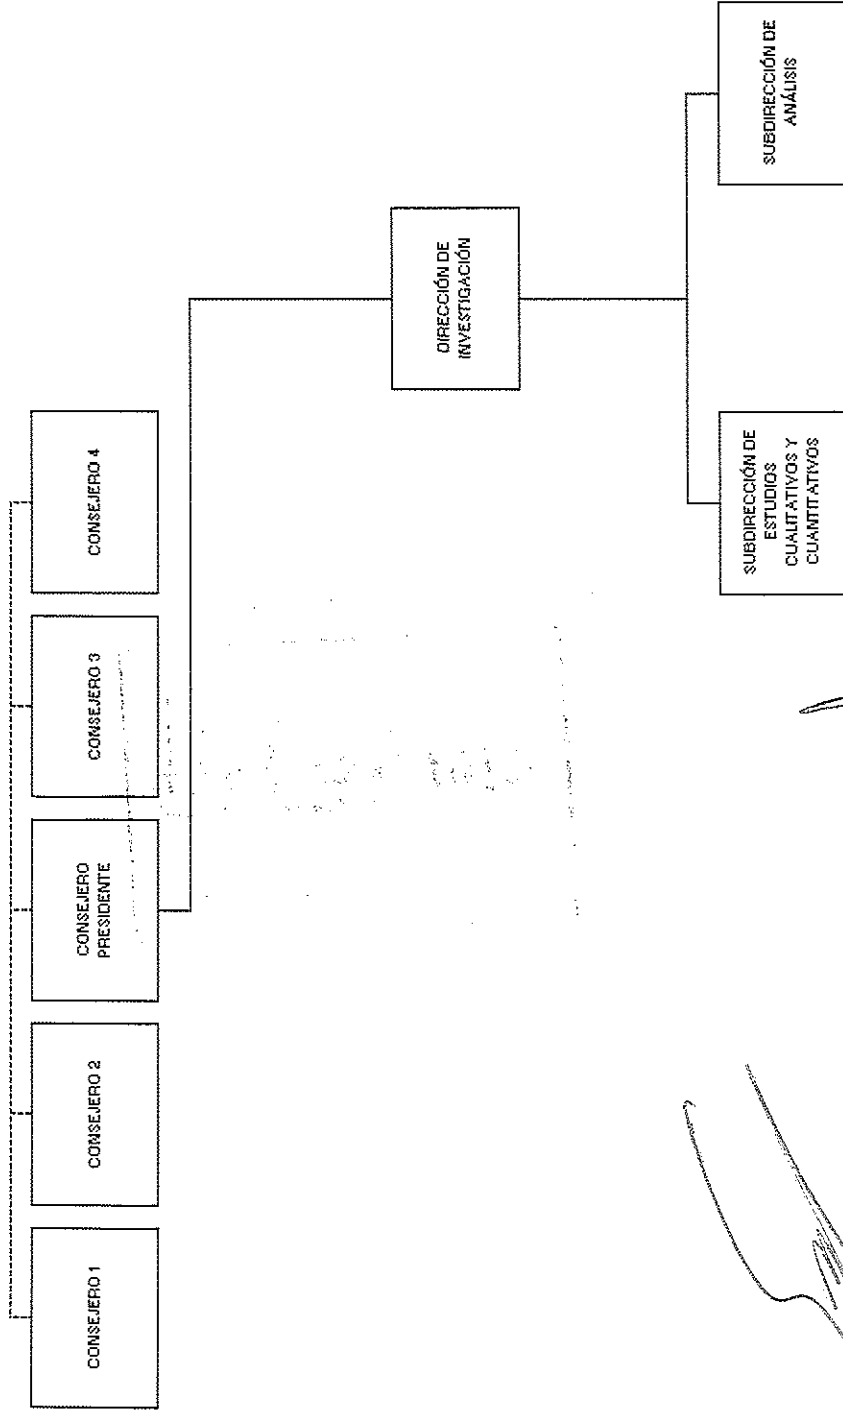 CONSEJERO 1
CONSEJERO 2
CONSEJERO
PRESIDENTE
CONSEJERO 3
CONSEJERO 4
DIRECCIÓN DE
INVESTIGACIÓN
SUBDIRECCIÓN DE
ESTUDIOS
CUALITATIVOS Y
CUANTITATIVOS
SUBDIRECCIÓN DE
ANÁLISIS